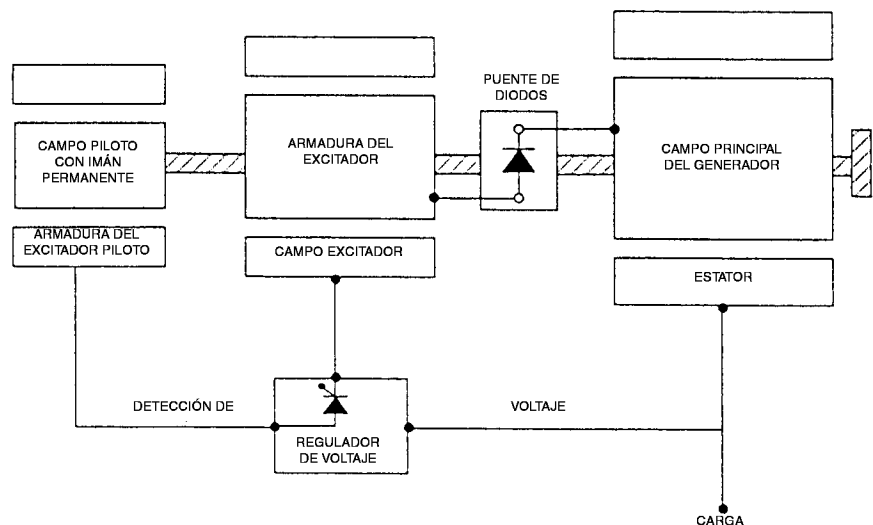 CAMPO PILOTO
CON IMÁN
PERMANENTE
ARMADURA DEL
EXCITADOR PILOTO
ARMADURA DEL
EXCITADOR
CAMPO EXCITADOR
PUENTE DE
DIODOS
CAMPO PRINCIPAL
DEL GENERADOR
ESTATOR
DETECCIÓN DE
VOLTAJE
REGULADOR
DE VOLTAJE
CARGA